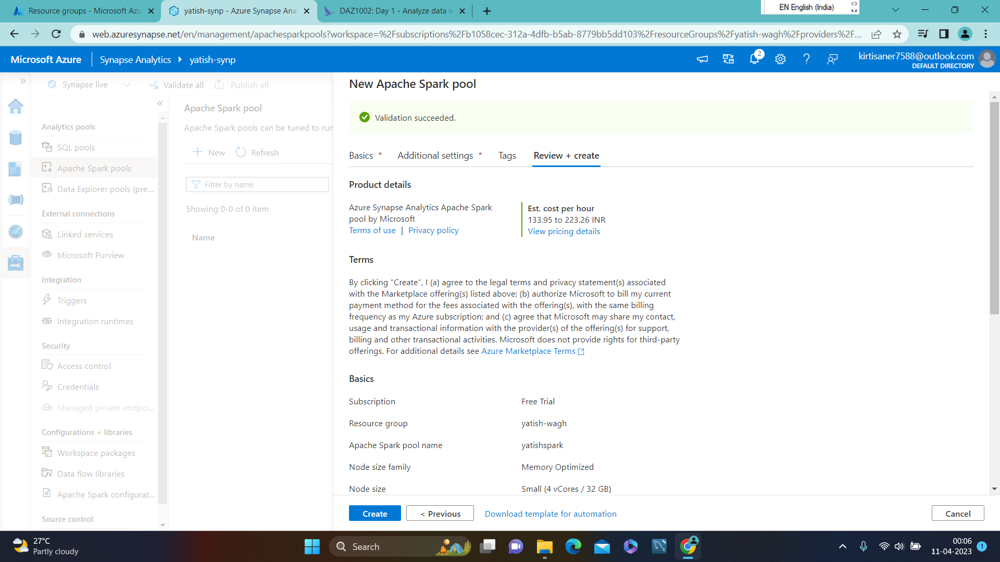 Resource groups - Microsoft Azu
yatish-synp - Azure Synapse Anal
DAZ1002: Day 1 - Analyze data w
EN English (India)
web.azuresynapse.net/en/management/apachesparkpools?workspace=%2Fsubscriptions%2Fb1058cec-312a-4dfb-b5ab-8779bb5dd103%2FresourceGroups%2Fyatish-wagh%2Fproviders%2F...
Microsoft Azure
Synapse Analytics
yatish-synp
2
kirtisaner7588@outlook.com
DEFAULT DIRECTORY
Synapse live
Validate all
Publish all
Analytics pools
SQL pools
Apache Spark pools
Data Explorer pools (pre...
External connections
Linked services
Microsoft Purview
Integration
Triggers
Integration runtimes
Security
Access control
Credentials
Managed private endpoi...
Configurations + libraries
Workspace packages
Data flow libraries
Apache Spark configurat...
Source control
Apache Spark pool
Apache Spark pools can be tuned to run
New
Refresh
Filter by name
Showing 0-0 of 0 item
Name
New Apache Spark pool
Validation succeeded.
Basics *
Additional settings *
Tags
Review + create
Product details
Azure Synapse Analytics Apache Spark
pool by Microsoft
Terms of use | Privacy policy
Est. cost per hour
133.95 to 223.26 INR
View pricing details
Terms
By clicking "Create", I (a) agree to the legal terms and privacy statement(s) associated
with the Marketplace offering(s) listed above; (b) authorize Microsoft to bill my current
payment method for the fees associated with the offering(s), with the same billing
frequency as my Azure subscription; and (c) agree that Microsoft may share my contact,
usage and transactional information with the provider(s) of the offering(s) for support,
billing and other transactional activities. Microsoft does not provide rights for third-party
offerings. For additional details see Azure Marketplace Terms
Basics
Subscription Free Trial
Resource group yatish-wagh
Apache Spark pool name yatishspark
Node size family Memory Optimized
Node size Small (4 vCores / 32 GB)
Create
< Previous
Download template for automation
Cancel
27°C
Partly cloudy
Search
00:06
11-04-2023
1